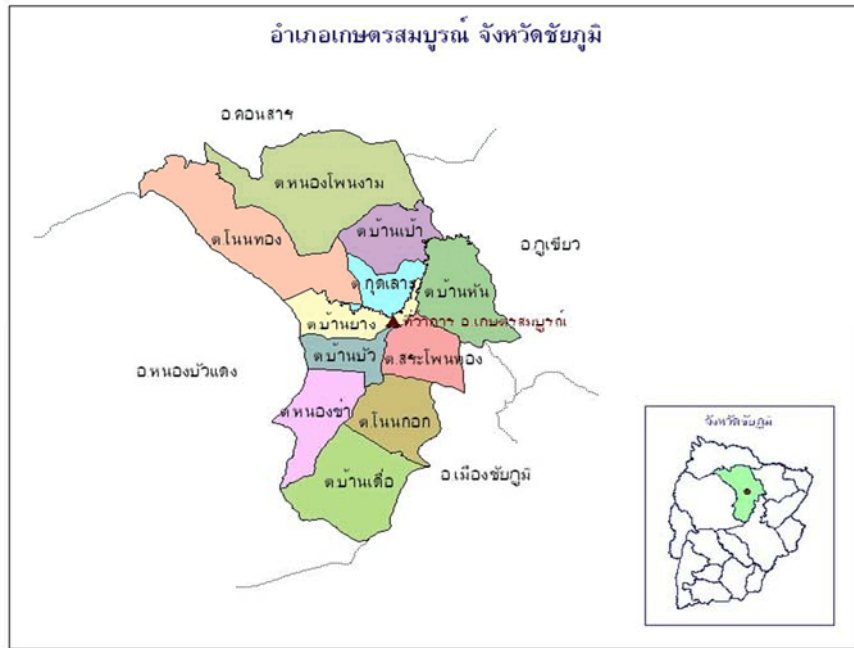 อำเภอเกษตรสมบูรณ์ จังหวัดชัยภูมิ
อ.คอนสาร
ต.หนองโพนงาม
ต.บ้านเป้า
ต.โนนทอง
อ.ภูเขียว
ต.กุดเลาะ
ต.บ้านหัน
ต.บ้านยาง
ที่ว่าการ อ.เกษตรสมบูรณ์
ต.บ้านบัว
ต.สระโพนทอง
อ.หนองบัวแดง
ต.หนองข่า
ต.โนนกอก
จังหวัดชัยภูมิ
ต.บ้านเดื่อ
อ.เมืองชัยภูมิ